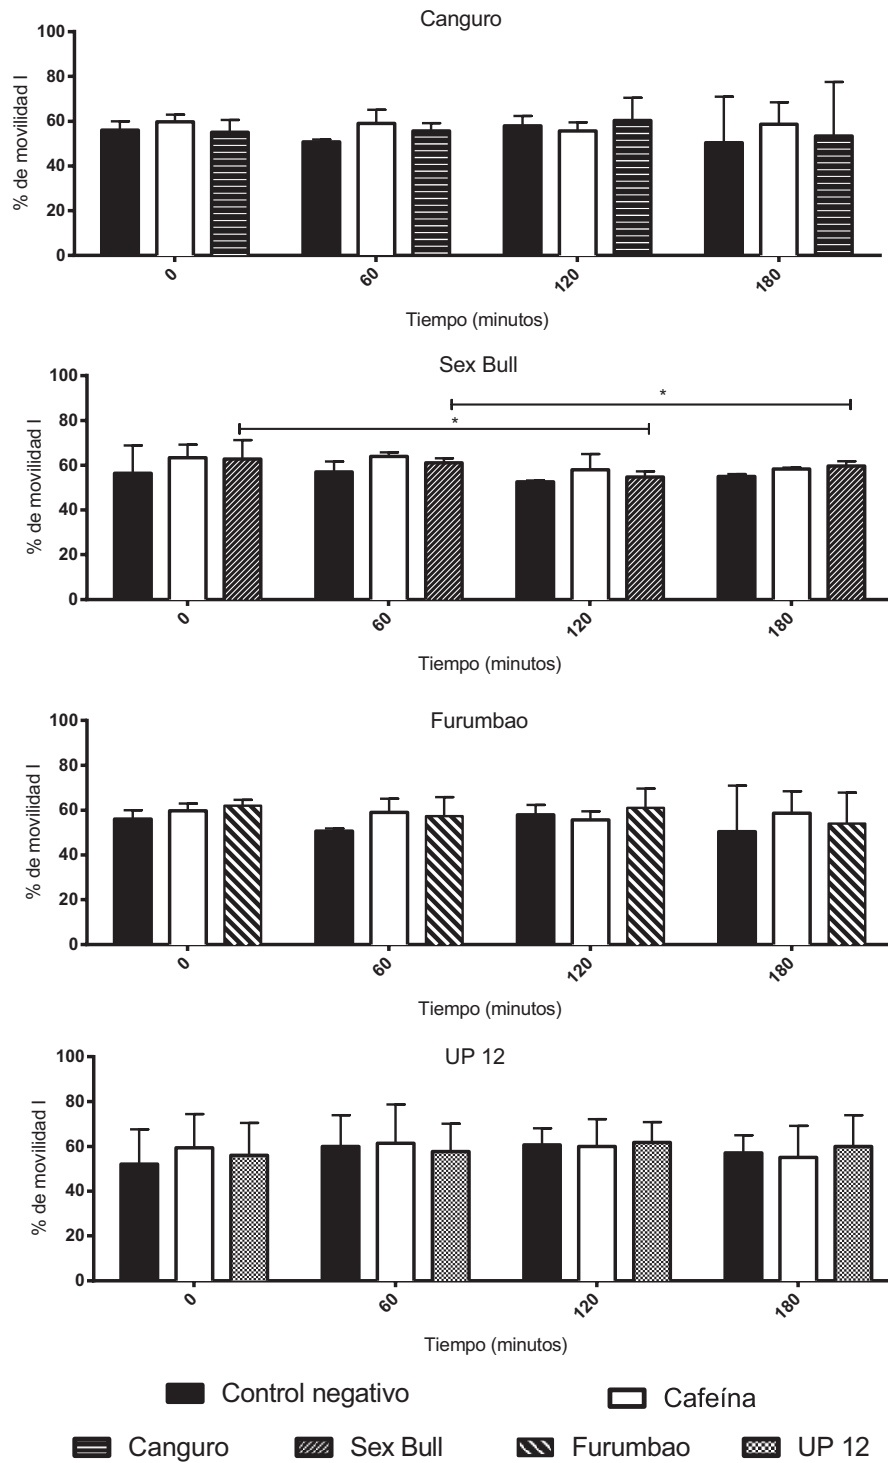 Canguro
% de movilidad I
100
80
60
40
20
0
0 60 120 180
Tiempo (minutos)
Sex Bull
% de movilidad I
100
80
60
40
20
0
* *
0 60 120 180
Tiempo (minutos)
Furumbao
% de movilidad I
100
80
60
40
20
0
0 60 120 180
Tiempo (minutos)
UP 12
% de movilidad I
100
80
60
40
20
0
0 60 120 180
Tiempo (minutos)
Control negativo Cafeína
Canguro Sex Bull Furumbao UP 12